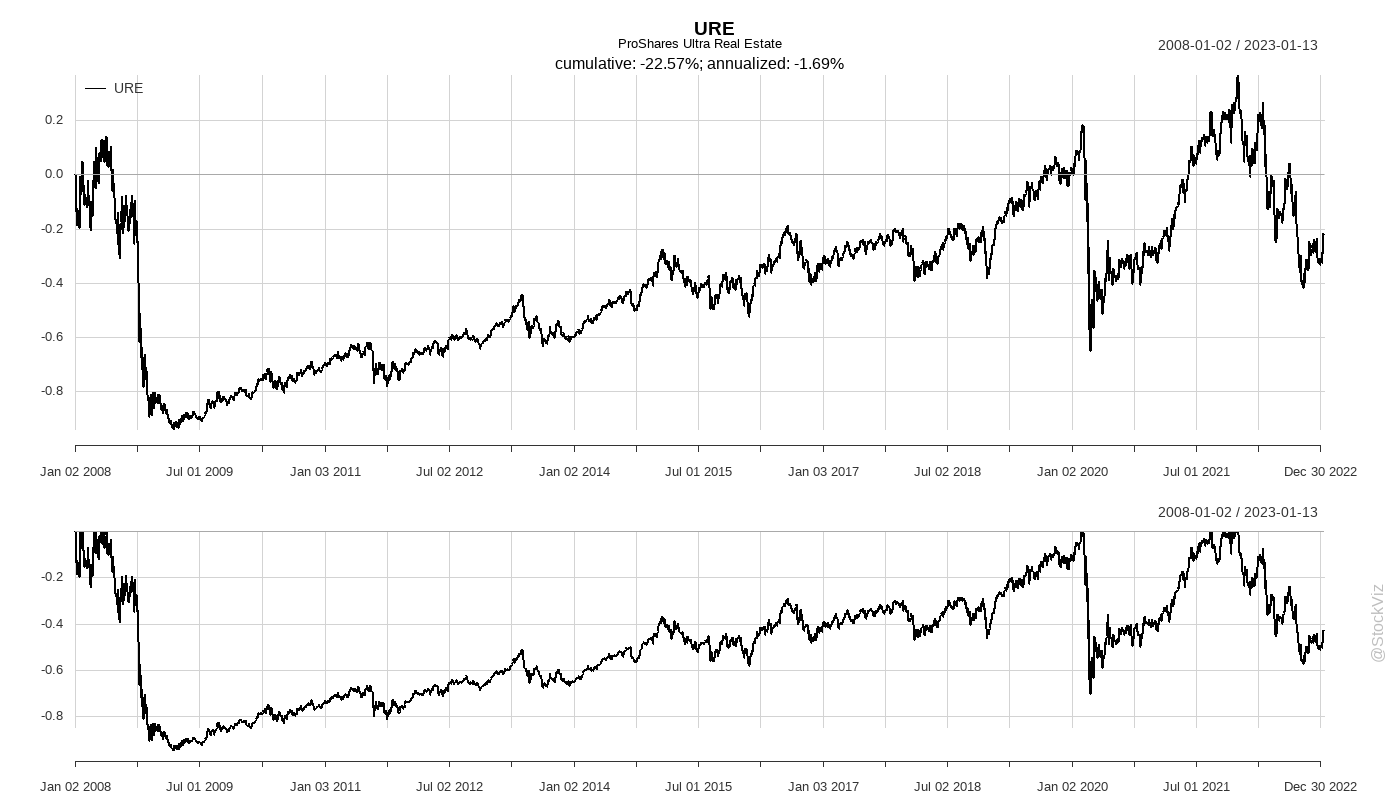 URE
ProShares Ultra Real Estate
2008-01-02 / 2023-01-13
cumulative: -22.57%; annualized: -1.69%
URE
0.2
0.0
-0.2
-0.4
-0.6
-0.8
Jan 02 2008 Jul 01 2009 Jan 03 2011 Jul 02 2012 Jan 02 2014 Jul 01 2015 Jan 03 2017 Jul 02 2018 Jan 02 2020 Jul 01 2021 Dec 30 2022
2008-01-02 / 2023-01-13
-0.2
-0.4
-0.6
-0.8
Jan 02 2008 Jul 01 2009 Jan 03 2011 Jul 02 2012 Jan 02 2014 Jul 01 2015 Jan 03 2017 Jul 02 2018 Jan 02 2020 Jul 01 2021 Dec 30 2022
@StockViz